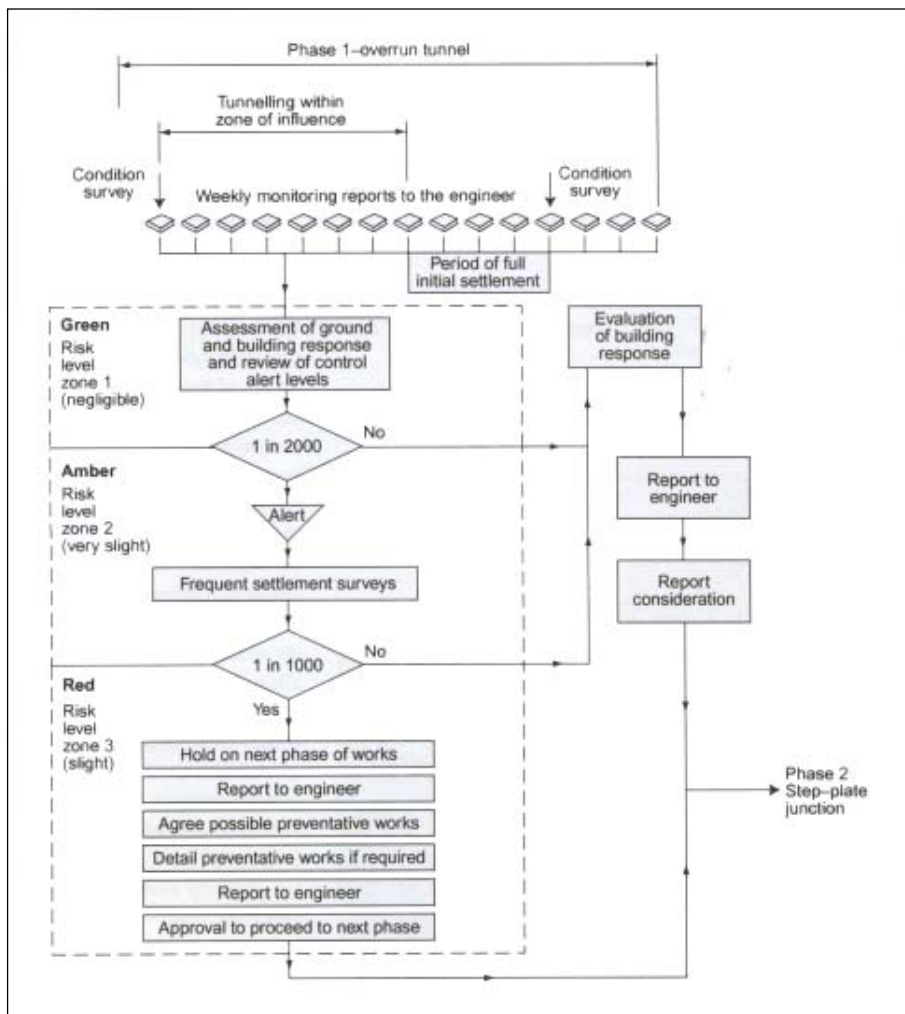 Phase 1–overrun tunnel
Tunnelling within
zone of influence
Condition
survey
Condition
survey
Weekly monitoring reports to the engineer
Period of full
initial settlement
Green
Risk
level
zone 1
(negligible)
Assessment of ground
and building response
and review of control
alert levels
Evaluation
of building
response
1 in 2000
No
Amber
Risk
level
zone 2
(very slight)
Alert
Report to
engineer
Frequent settlement surveys
Report
consideration
1 in 1000
No
Red
Risk
level
zone 3
(slight)
Yes
Hold on next phase of works
Report to engineer
Agree possible preventative works
Detail preventative works if required
Report to engineer
Approval to proceed to next phase
Phase 2
Step–plate
junction